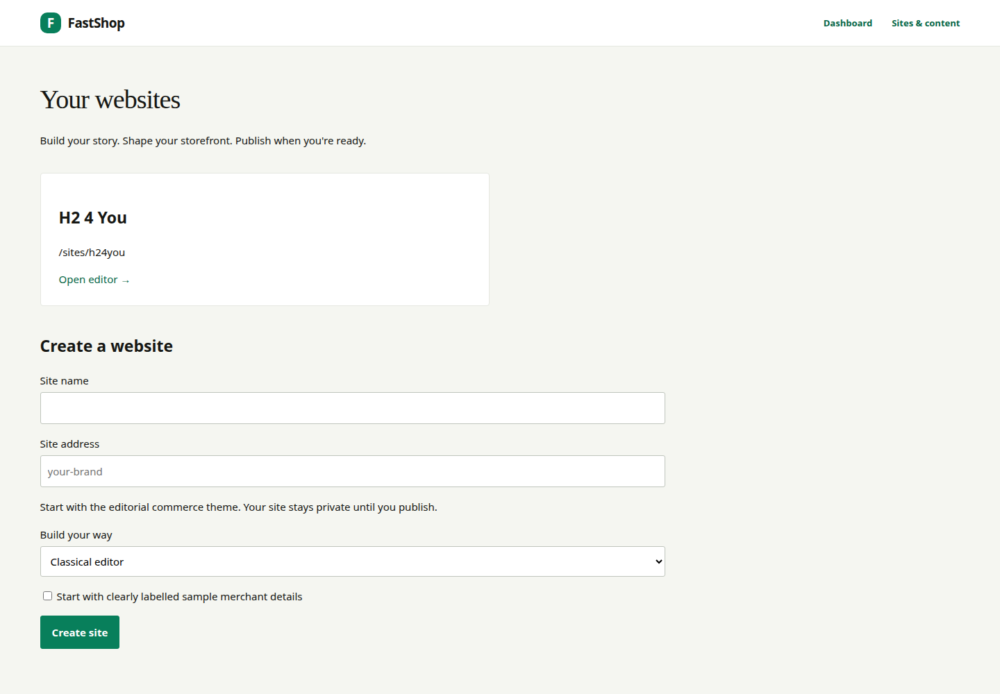 F FastShop
Dashboard Sites & content
Your websites
Build your story. Shape your storefront. Publish when you're ready.
H2 4 You
/sites/h24you
Open editor →
Create a website
Site name
Site address
your-brand
Start with the editorial commerce theme. Your site stays private until you publish.
Build your way
Classical editor
Start with clearly labelled sample merchant details
Create site